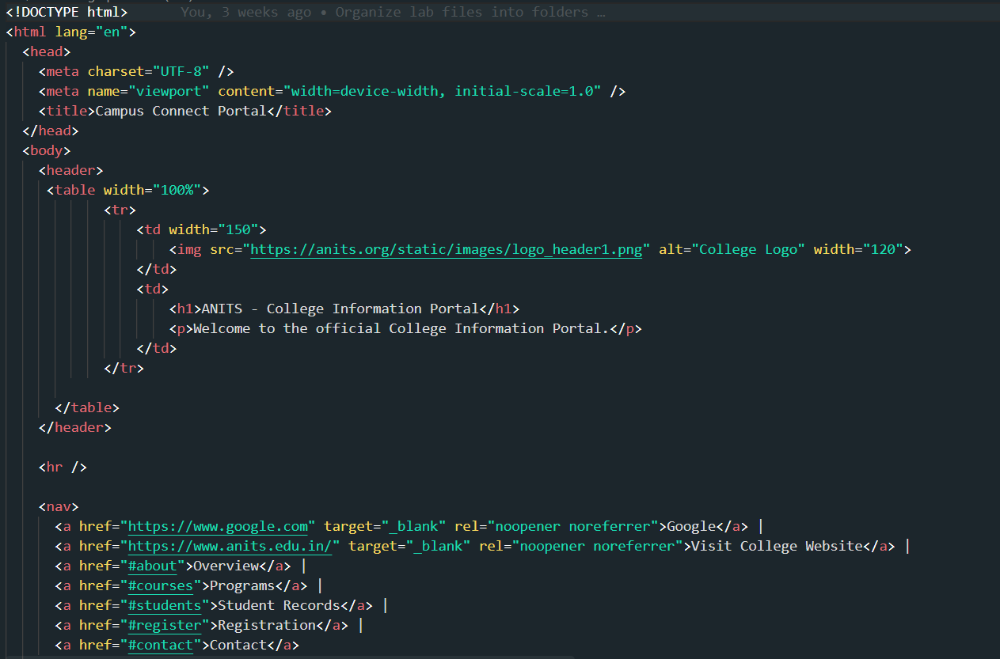 <!DOCTYPE html> You, 3 weeks ago • Organize lab files into folders …
<html lang="en">
<head>
<meta charset="UTF-8" />
<meta name="viewport" content="width=device-width, initial-scale=1.0" />
<title>Campus Connect Portal</title>
</head>
<body>
<header>
<table width="100%">
<tr>
<td width="150">
<img src="https://anits.org/static/images/logo_header1.png" alt="College Logo" width="120">
</td>
<td>
<h1>ANITS - College Information Portal</h1>
<p>Welcome to the official College Information Portal.</p>
</td>
</tr>
</table>
</header>
<hr />
<nav>
<a href="https://www.google.com" target="_blank" rel="noopener noreferrer">Google</a> |
<a href="https://www.anits.edu.in/" target="_blank" rel="noopener noreferrer">Visit College Website</a> |
<a href="#about">Overview</a> |
<a href="#courses">Programs</a> |
<a href="#students">Student Records</a> |
<a href="#register">Registration</a> |
<a href="#contact">Contact</a>